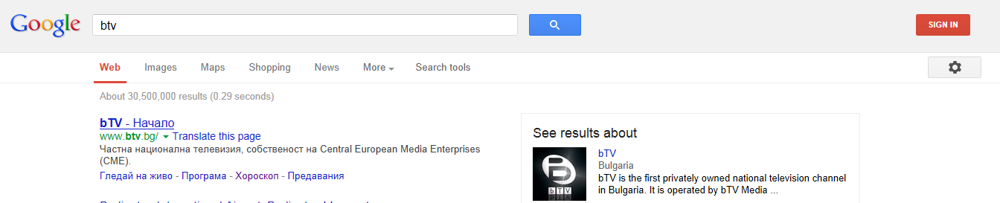 Google
btv
SIGN IN
Web Images Maps Shopping News More Search tools
About 30,500,000 results (0.29 seconds)
bTV - Начало
www.btv.bg/ Translate this page
Частна национална телевизия, собственост на Central European Media Enterprises
(CME).
Гледай на живо - Програма - Хороскоп - Предавания
See results about
bTV
Bulgaria
bTV is the first privately owned national television channel
in Bulgaria. It is operated by bTV Media ...
bTV